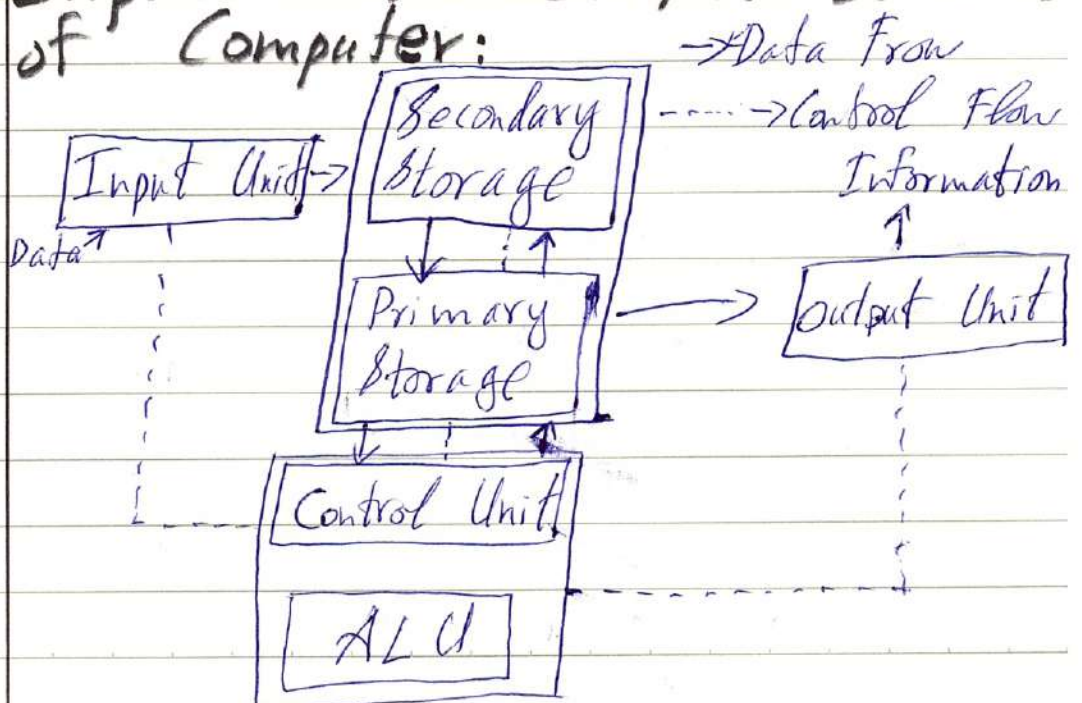 of Computer:
→Data Frow
-----→Control Flow
Secondary
Storage
Input Unit
Information
Data
Primary
Storage
Output Unit
Control Unit
ALU